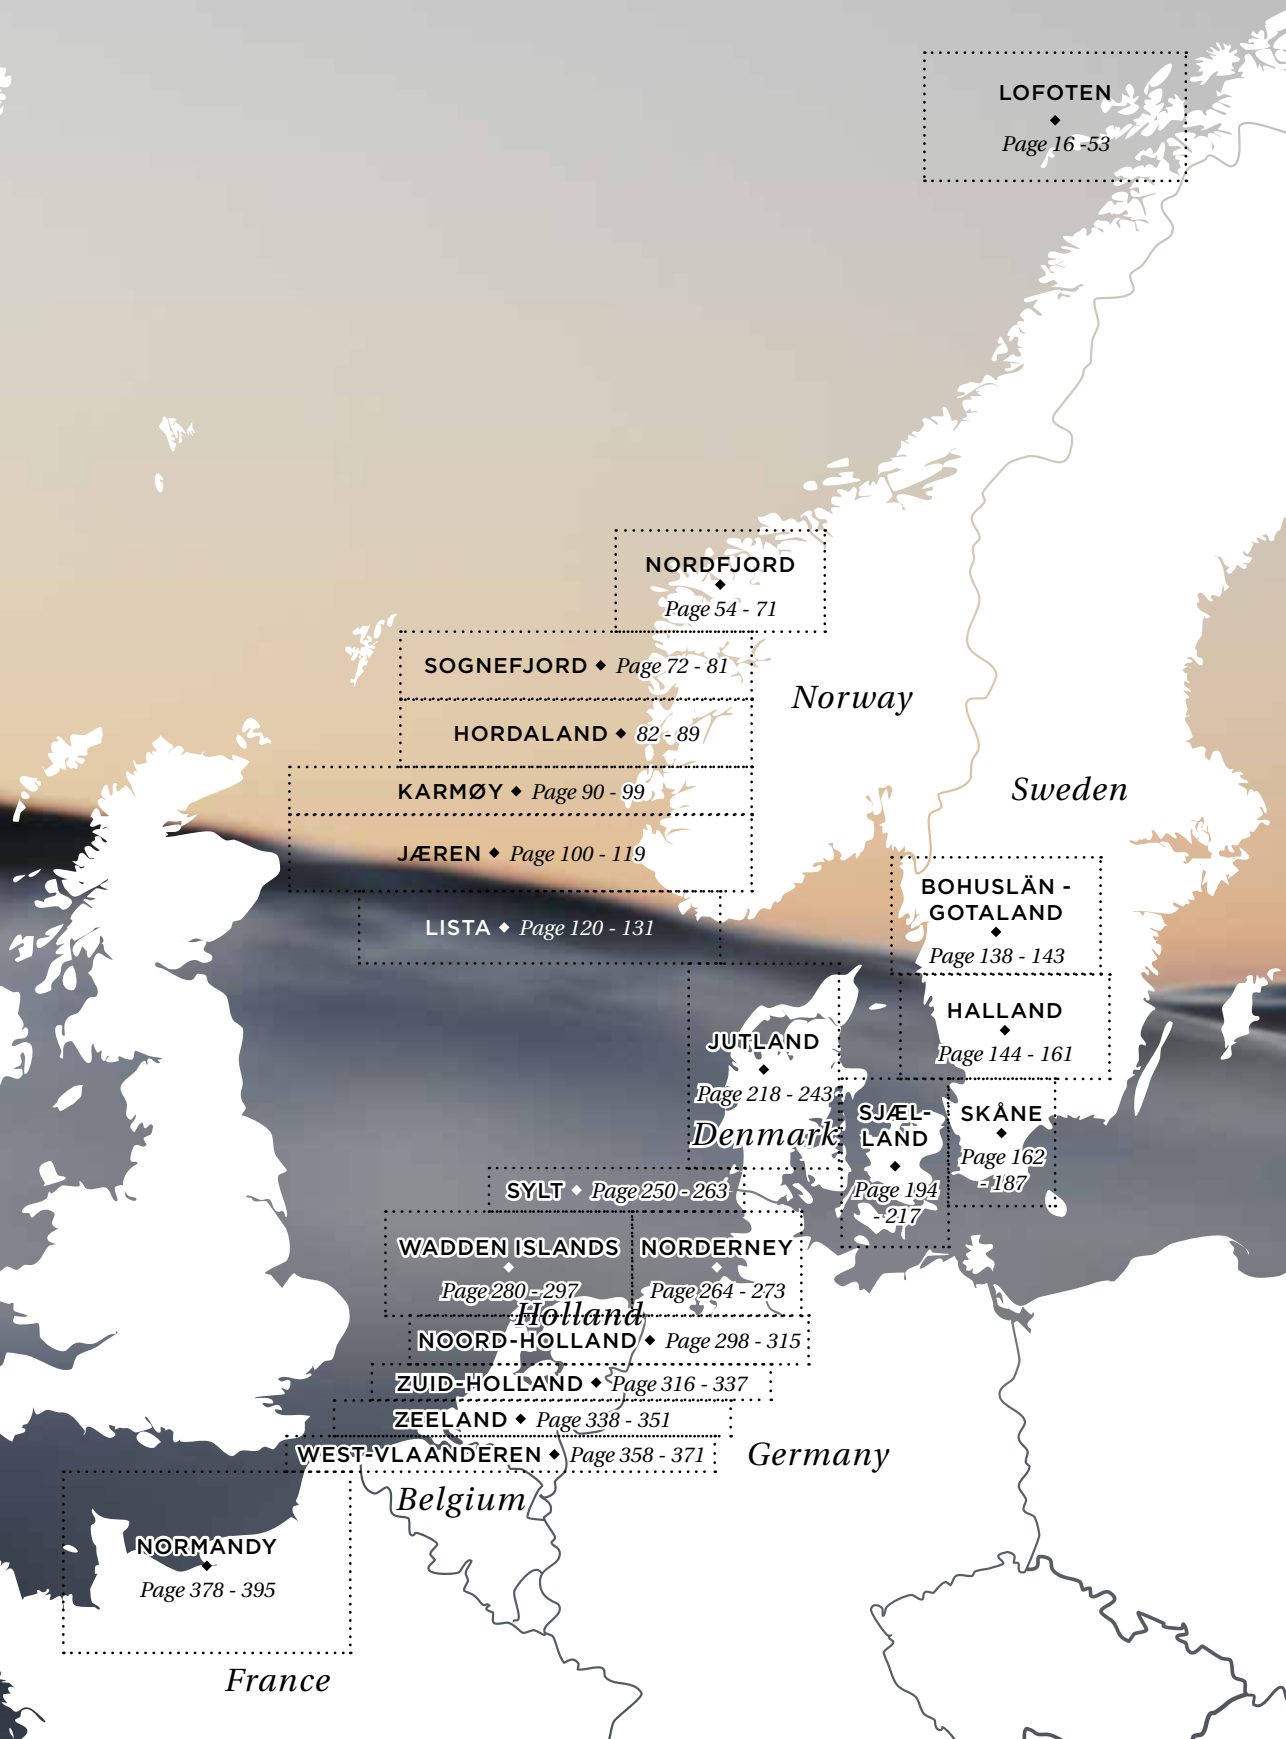 LOFOTEN
Page 16 -53
NORDFJORD
Page 54 - 71
SOGNEFJORD ◆ Page 72 - 81
Norway
HORDALAND ◆ 82 - 89
KARMØY ◆ Page 90 - 99
Sweden
JÆREN ◆ Page 100 - 119
BOHUSLÄN -
GOTALAND
Page 138 - 143
LISTA ◆ Page 120 - 131
HALLAND
Page 144 - 161
JUTLAND
Page 218 - 243
Denmark
SJÆL-
LAND
Page 194
- 217
SKÅNE
Page 162
- 187
SYLT ◆ Page 250 - 263
WADDEN ISLANDS
Page 280 - 297
NORDERNEY
Page 264 - 273
Holland
NOORD-HOLLAND ◆ Page 298 - 315
ZUID-HOLLAND ◆ Page 316 - 337
ZEELAND ◆ Page 338 - 351
WEST-VLAANDEREN ◆ Page 358 - 371
Germany
Belgium
NORMANDY
Page 378 - 395
France